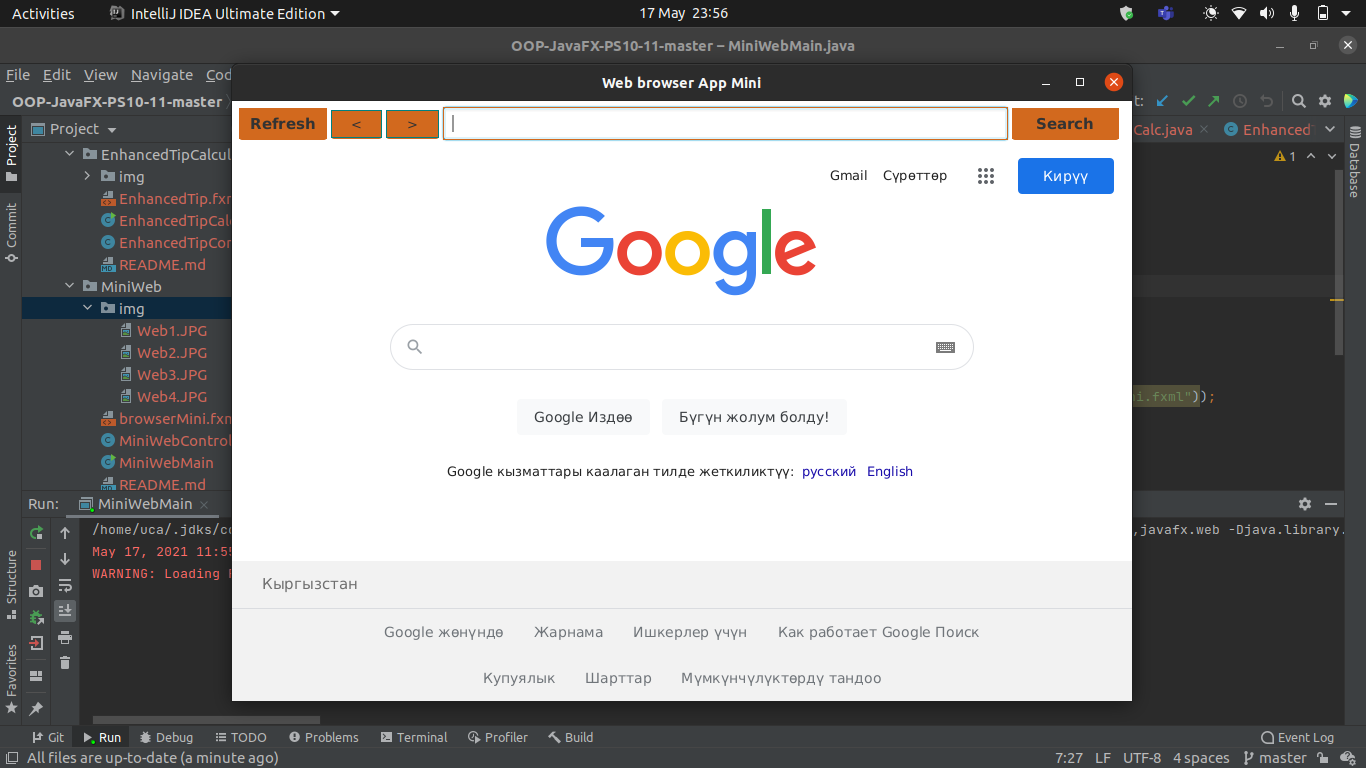 Activities IntelliJ IDEA Ultimate Edition 17 May 23:56
OOP-JavaFX-PS10-11-master – MiniWebMain.java
File Edit View Navigate Cod
Web browser App Mini
OOP-JavaFX-PS10-11-master t:
Refresh < > Search
Project
Calc.java Enhanced
EnhancedTipCalcul
1
img
EnhancedTip.fxm
EnhancedTipCalc
EnhancedTipCon
README.md
MiniWeb
img
Web1.JPG
Web2.JPG
Web3.JPG
Web4.JPG
browserMini.fxm
MiniWebControl
MiniWebMain
README.md
Gmail Сүрөттөр Кирүү
Google
Google Издөө Бүгүн жолум болду!
Google кызматтары каалаган тилде жеткиликтүү: русский English
Кыргызстан
Google жөнүндө Жарнама Ишкерлер үчүн Как работает Google Поиск
Купуялык Шарттар Мүмкүнчүлүктөрдү тандоо
i.fxml"));
Project
Commit
Structure
Favorites
Database
Run: MiniWebMain
/home/uca/.jdks/co ,javafx.web -Djava.library.
May 17, 2021 11:55
WARNING: Loading F
Git Run Debug TODO Problems Terminal Profiler Build Event Log
All files are up-to-date (a minute ago) 7:27 LF UTF-8 4 spaces master